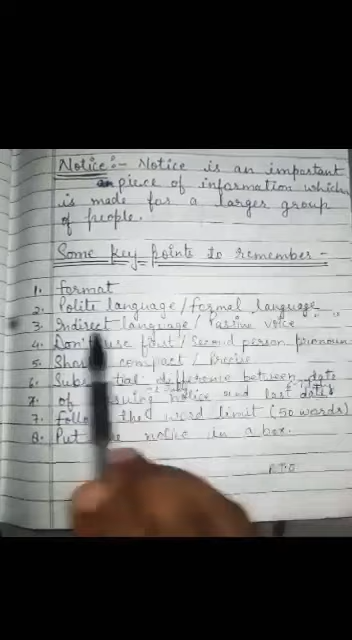 Notice:- Notice is an important
piece of information which
is made for a larger group
of people.
Some key points to remember -
1. format
2. Polite language / formal language
3. Indirect language / Passive voice " "
4. Don't use first / Second person pronoun
5. compact / Precise
6. difference between date
7. of issuing notice and last date
7. follow the word limit (50 words)
8. Put notice in a box.
P.T.O